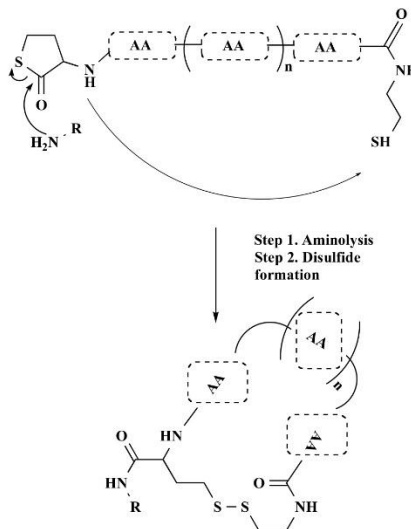 O
AA AA AA
n
S
O
N
H
NH
H₂N R
SH
Step 1. Aminolysis
Step 2. Disulfide
formation
AA
n
AA
AA
HN
O
HN
R
S S
O
NH